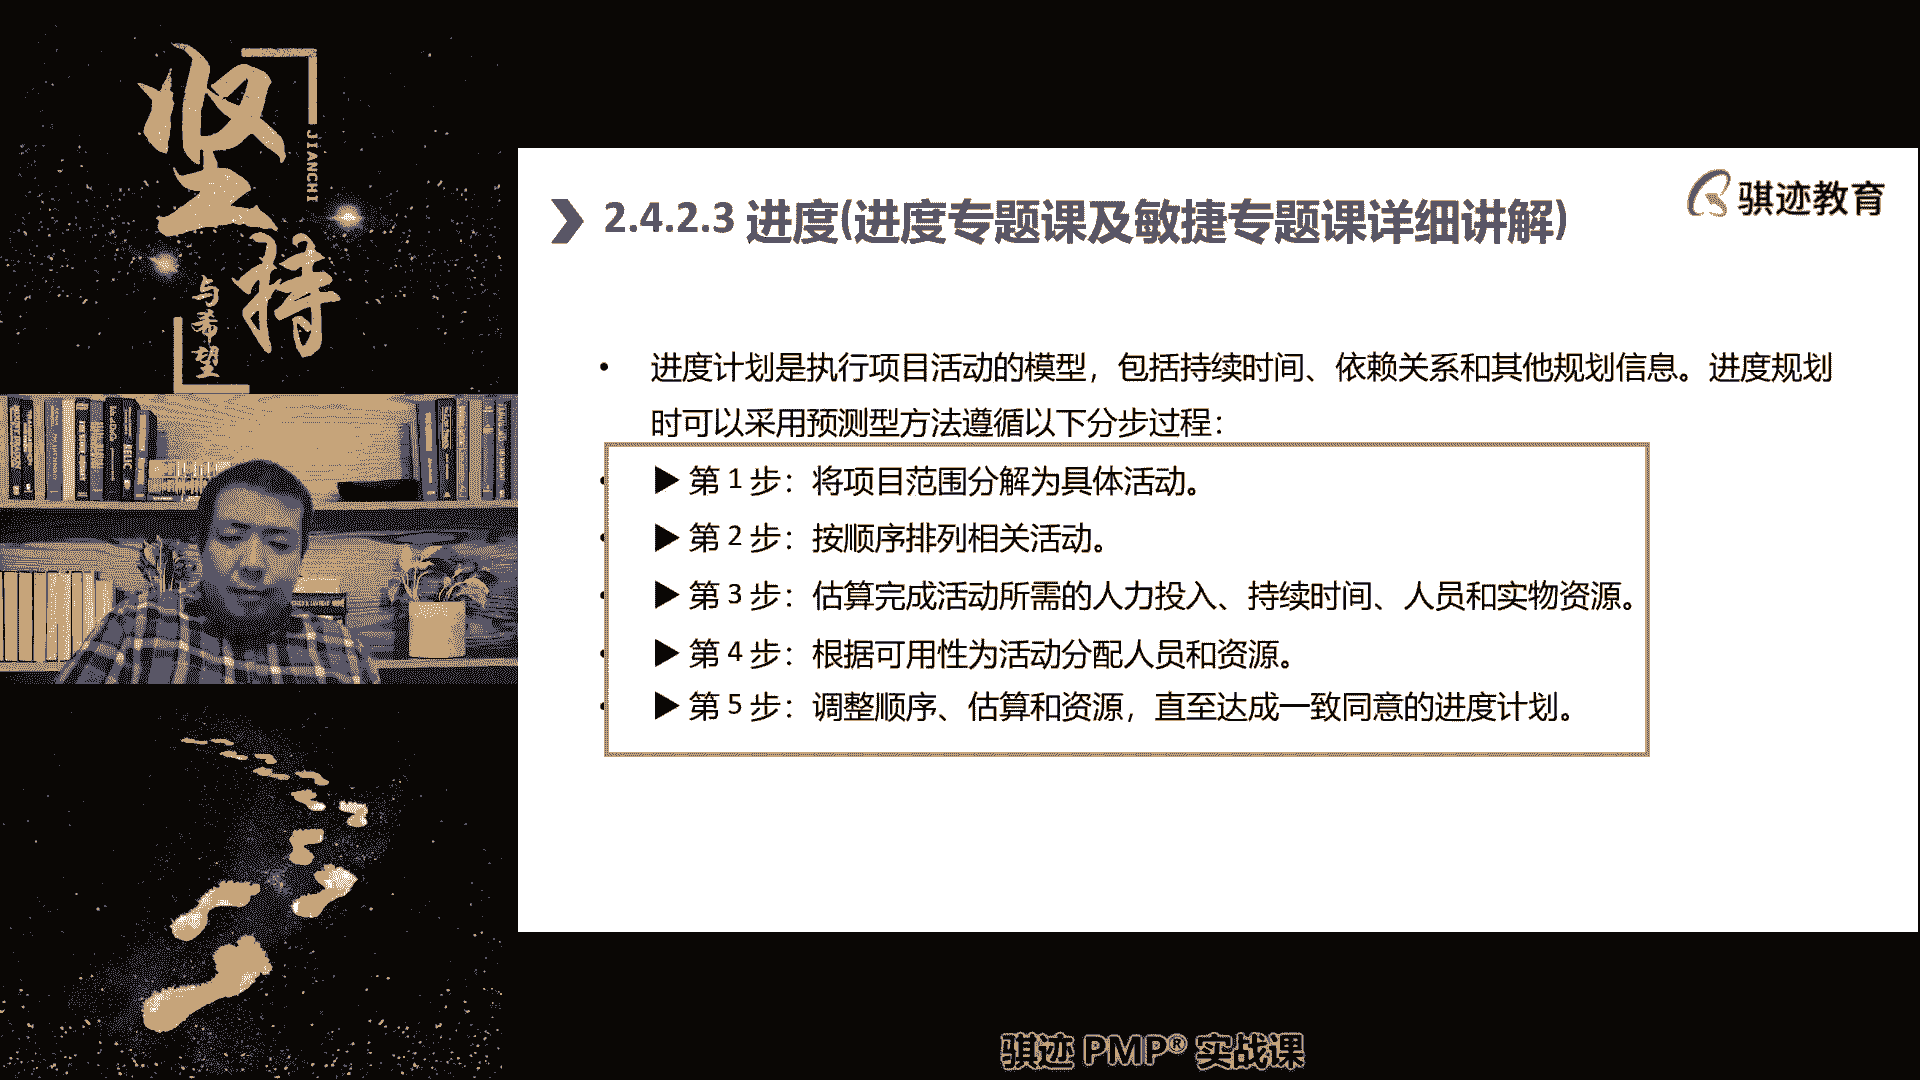 坚
持
JIANCHI
与希望
骐迹教育
2.4.2.3 进度(进度专题课及敏捷专题课详细讲解)
• 进度计划是执行项目活动的模型，包括持续时间、依赖关系和其他规划信息。进度规划
时可以采用预测型方法遵循以下分步过程：
▶ 第 1 步：将项目范围分解为具体活动。
▶ 第 2 步：按顺序排列相关活动。
▶ 第 3 步：估算完成活动所需的人力投入、持续时间、人员和实物资源。
▶ 第 4 步：根据可用性为活动分配人员和资源。
▶ 第 5 步：调整顺序、估算和资源，直至达成一致同意的进度计划。
骐迹 PMP® 实战课